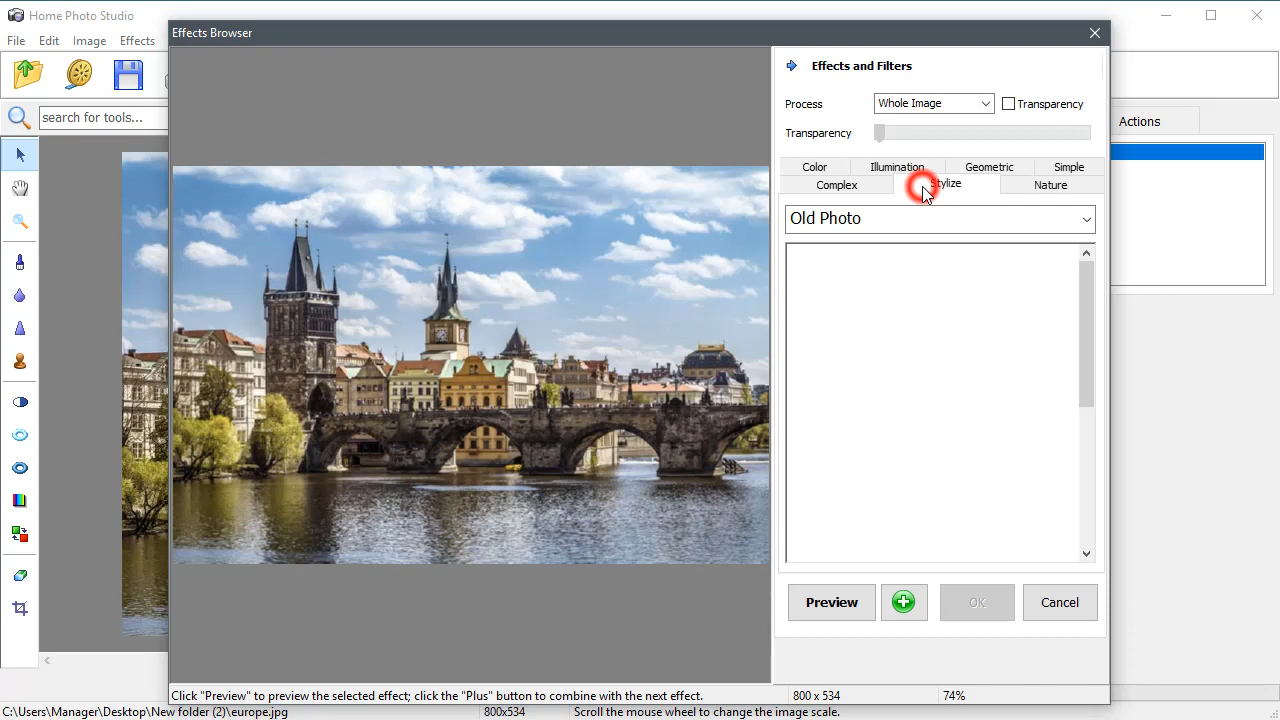 Home Photo Studio
File Edit Image Effects
search for tools...
Effects Browser
Effects and Filters
Process Whole Image Transparency
Transparency
Color Illumination Geometric Simple
Complex Stylize Nature
Old Photo
Preview OK Cancel
Actions
Click "Preview" to preview the selected effect; click the "Plus" button to combine with the next effect. 800 x 534 74%
C:\Users\Manager\Desktop\New folder (2)\europe.jpg 800x534 Scroll the mouse wheel to change the image scale.